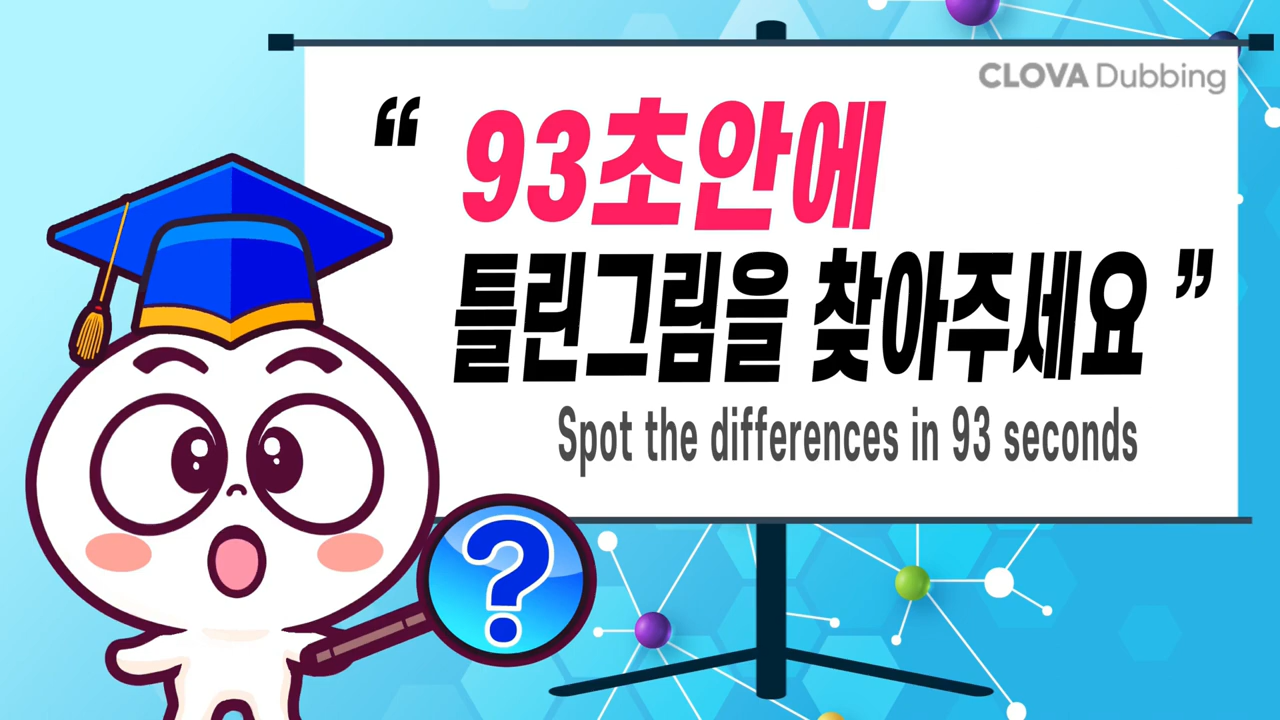 CLOVA Dubbing
“ 93초안에
틀린그림을 찾아주세요 ”
Spot the differences in 93 seconds
?